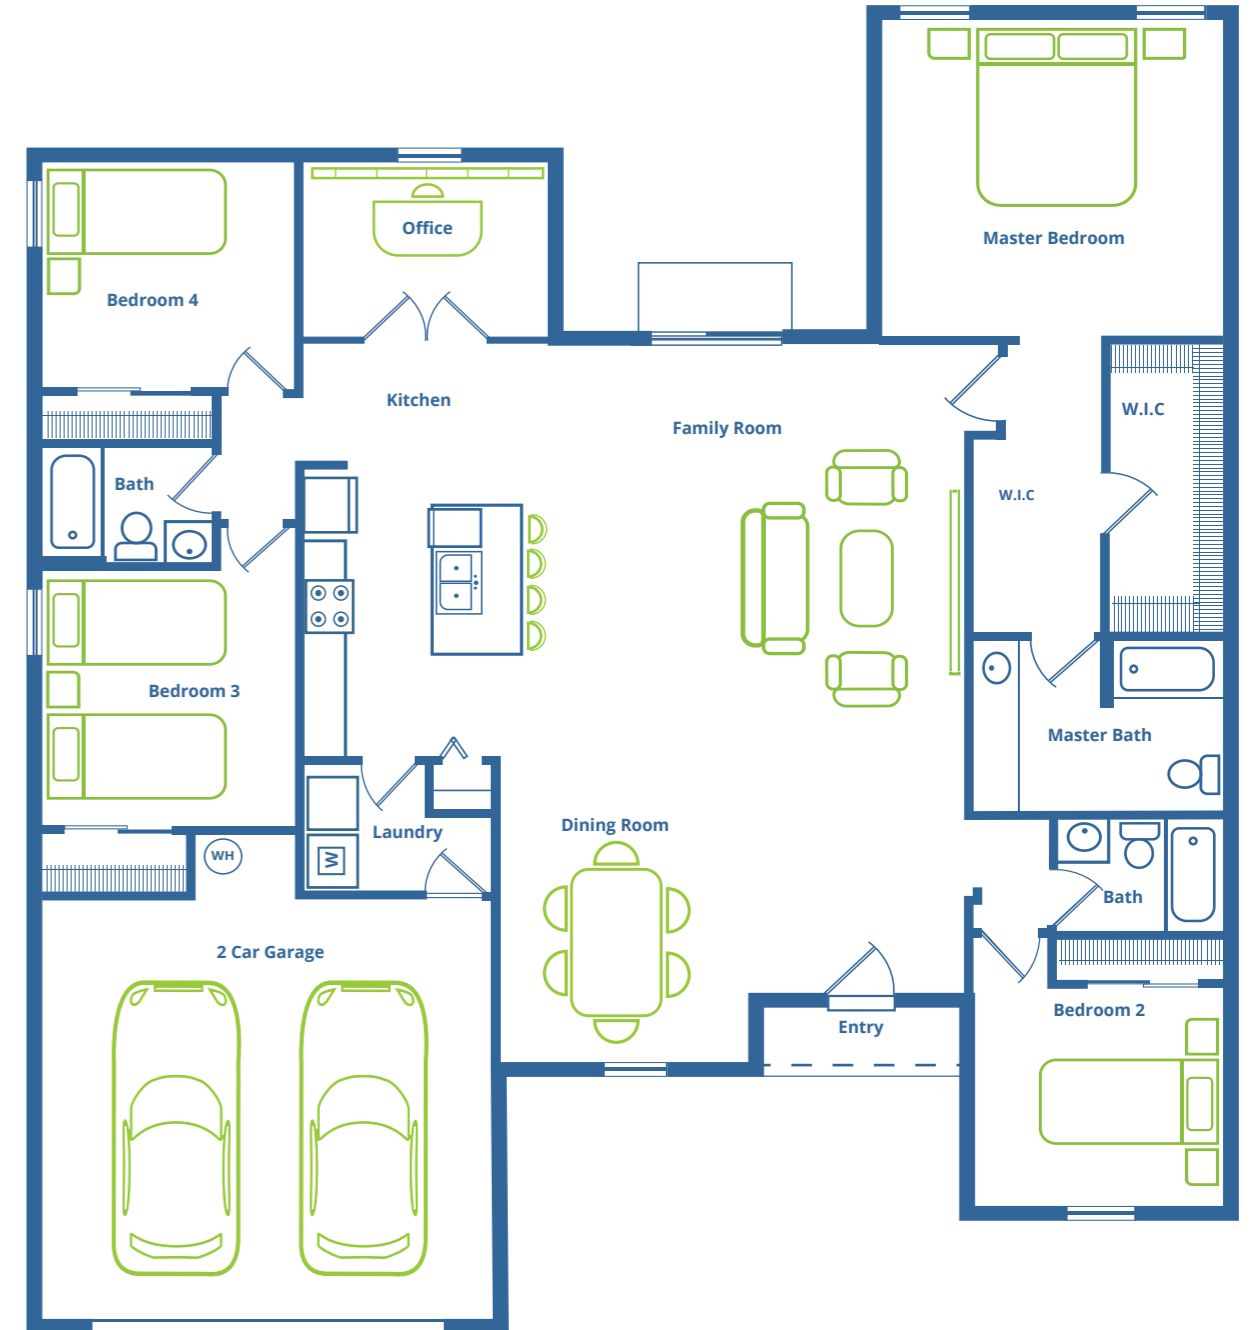 Office
Master Bedroom
Bedroom 4
Kitchen
W.I.C
Family Room
Bath
W.I.C
Bedroom 3
Master Bath
Dining Room
Laundry
WH
W
Bath
2 Car Garage
Bedroom 2
Entry